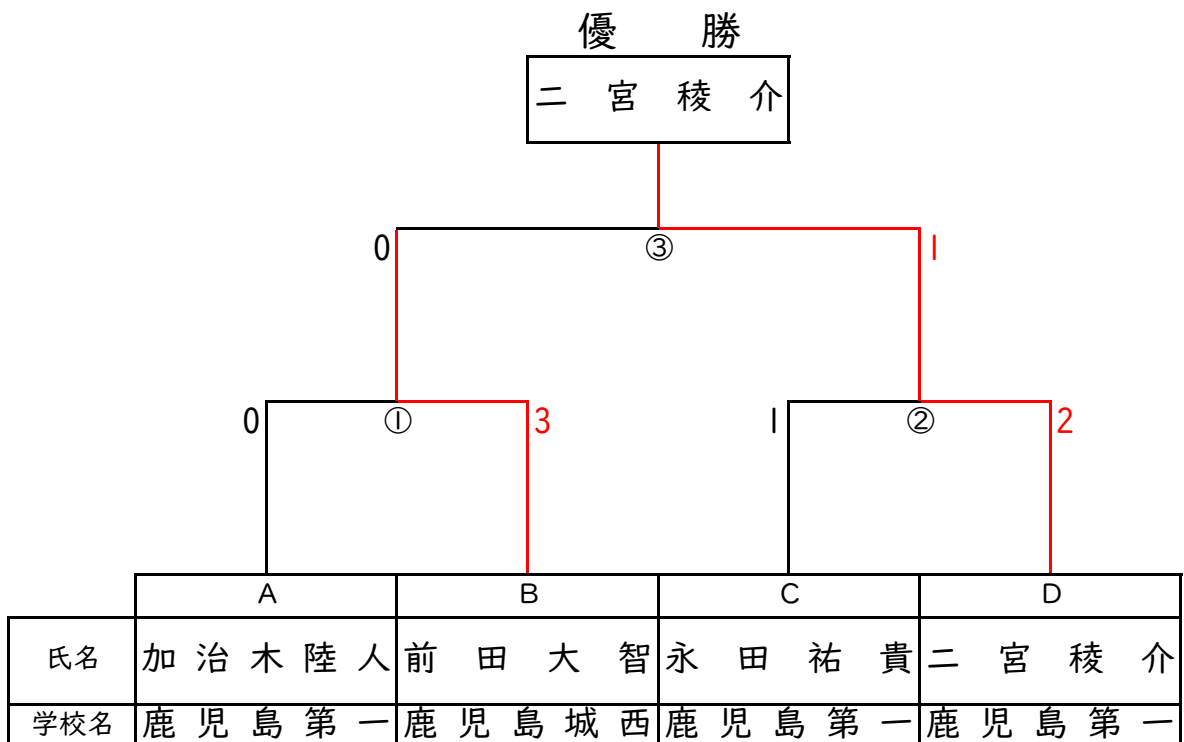 優勝
二宮稜介
0 ③ 1
0 ① 3 1 ② 2
A B C D
氏名 加治木陸人 前田大智 永田祐貴 二宮稜介
学校名 鹿児島第一 鹿児島城西 鹿児島第一 鹿児島第一